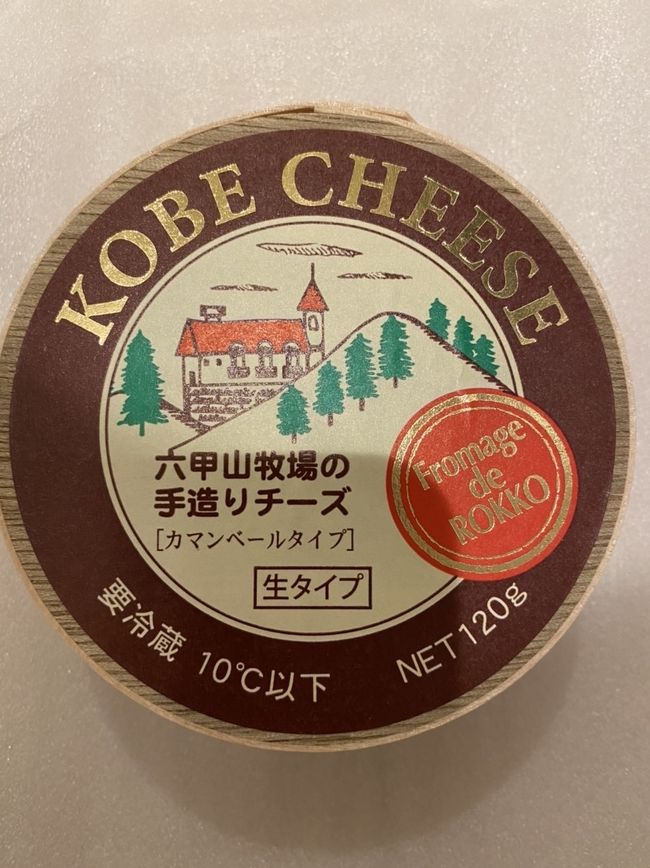 KOBE CHEESE
六甲山牧場の
手造りチーズ
[カマンベールタイプ]
生タイプ
Fromage
de
ROKKO
要冷蔵 10℃以下 NET120g